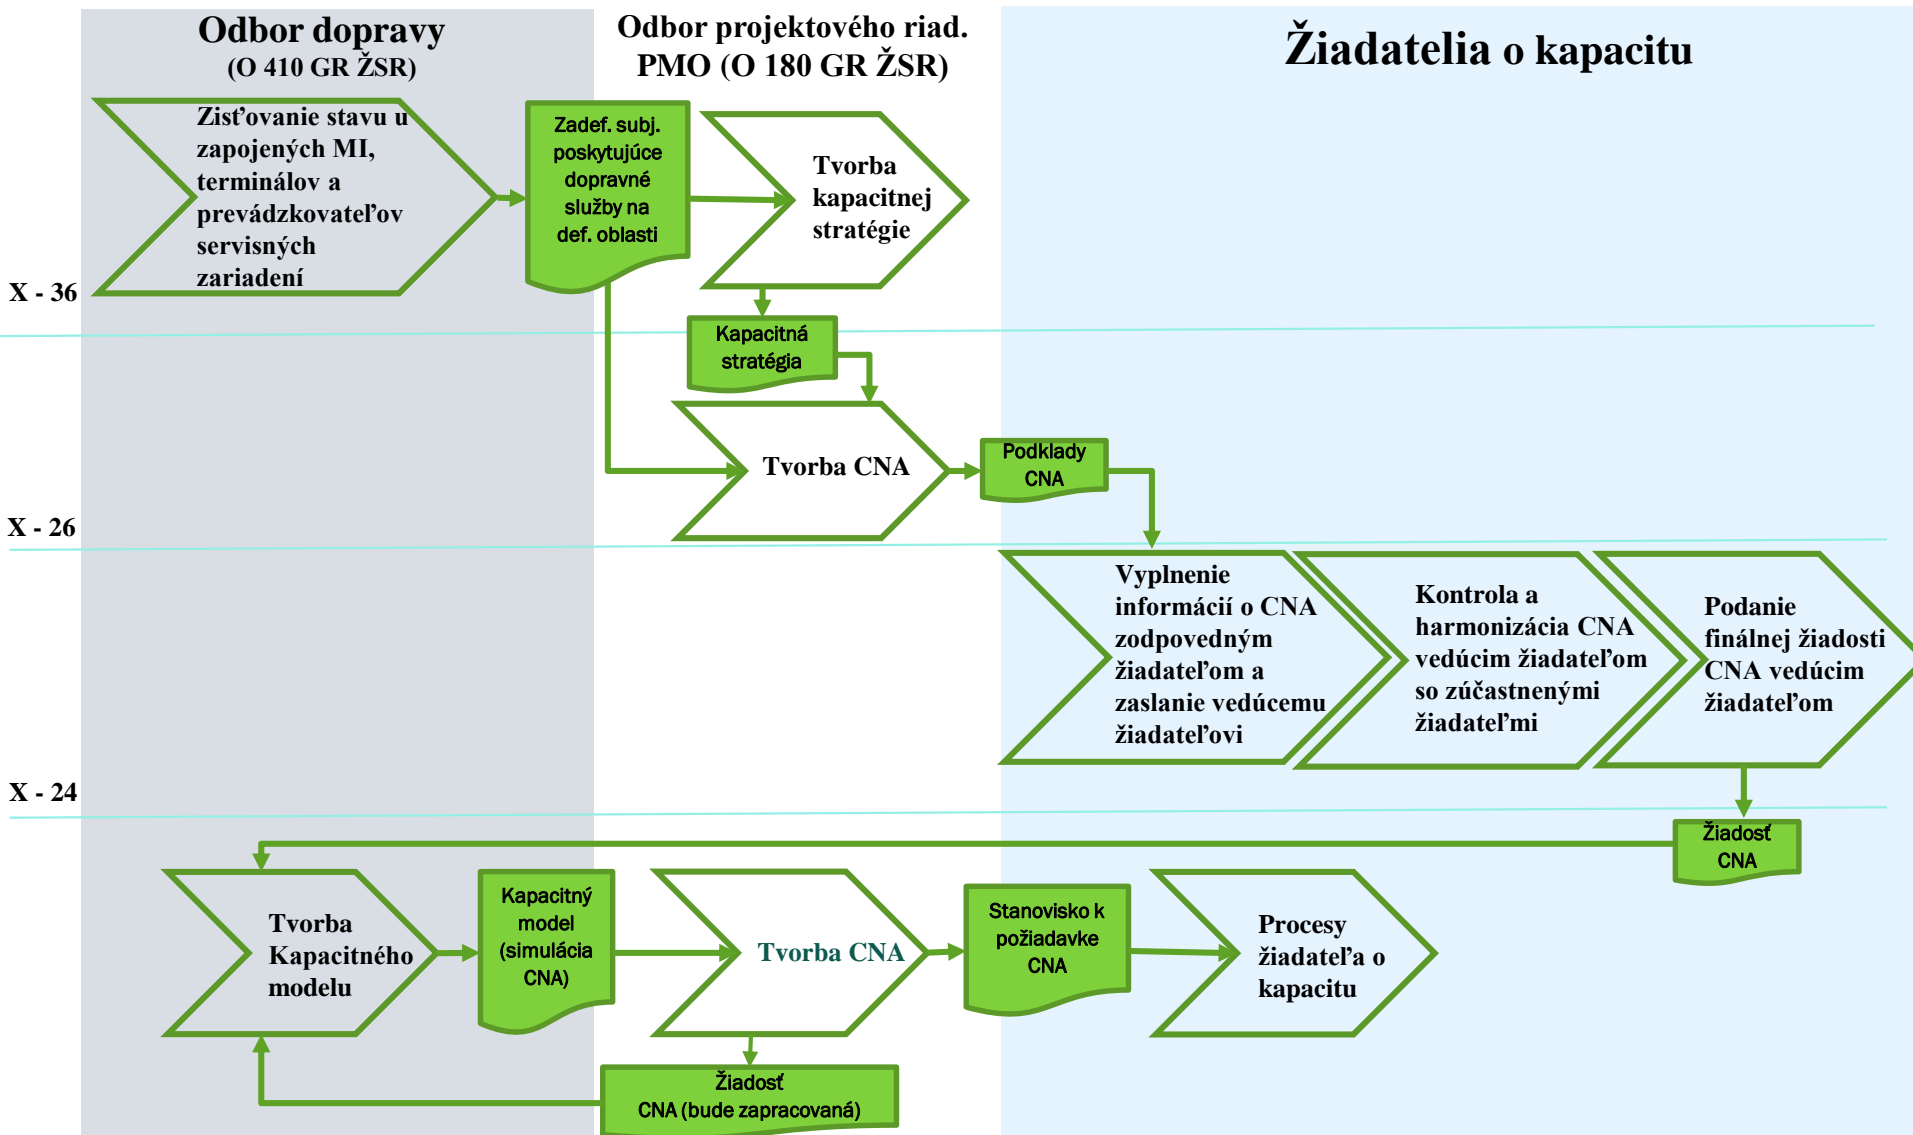 Odbor dopravy
(O 410 GR ŽSR)
Odbor projektového riad.
PMO (O 180 GR ŽSR)
Žiadatelia o kapacitu
Zisťovanie stavu u
zapojených MI,
terminálov a
prevádzkovateľov
servisných
zariadení
Zadef. subj.
poskytujúce
dopravné
služby na
def. oblasti
Tvorba
kapacitnej
stratégie
X - 36
Kapacitná
stratégia
Tvorba CNA
Podklady
CNA
X - 26
Vyplnenie
informácií o CNA
zodpovedným
žiadateľom a
zaslanie vedúcemu
žiadateľovi
Kontrola a
harmonizácia CNA
vedúcim žiadateľom
so zúčastnenými
žiadateľmi
Podanie
finálnej žiadosti
CNA vedúcim
žiadateľom
X - 24
Žiadosť
CNA
Tvorba
Kapacitného
modelu
Kapacitný
model
(simulácia
CNA)
Tvorba CNA
Stanovisko k
požiadavke
CNA
Procesy
žiadateľa o
kapacitu
Žiadosť
CNA (bude zapracovaná)